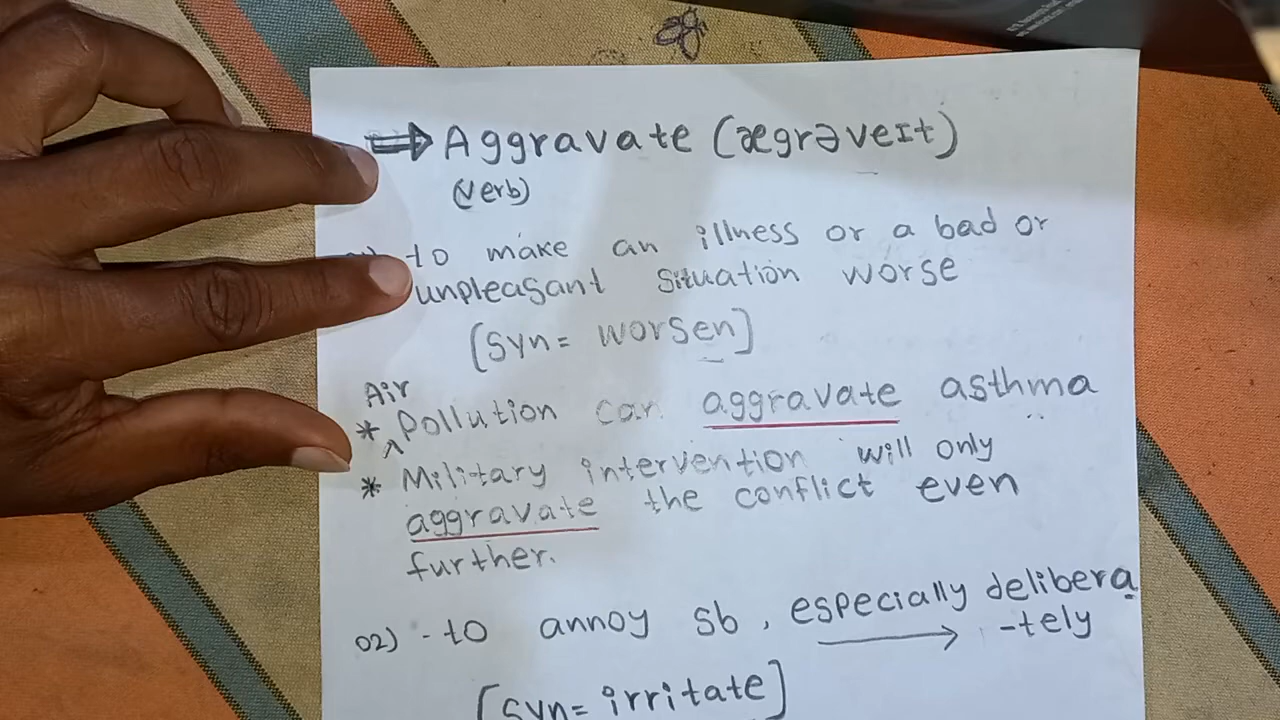 ⇒ Aggravate (ægrəveɪt)
(verb)
to make an illness or a bad or
unpleasant situation worse
[Syn= worsen]
Air
* ^ Pollution can aggravate asthma
* Military intervention will only
aggravate the conflict even
further.
02) - to annoy sb, especially delibera
-tely
[Syn= irritate]